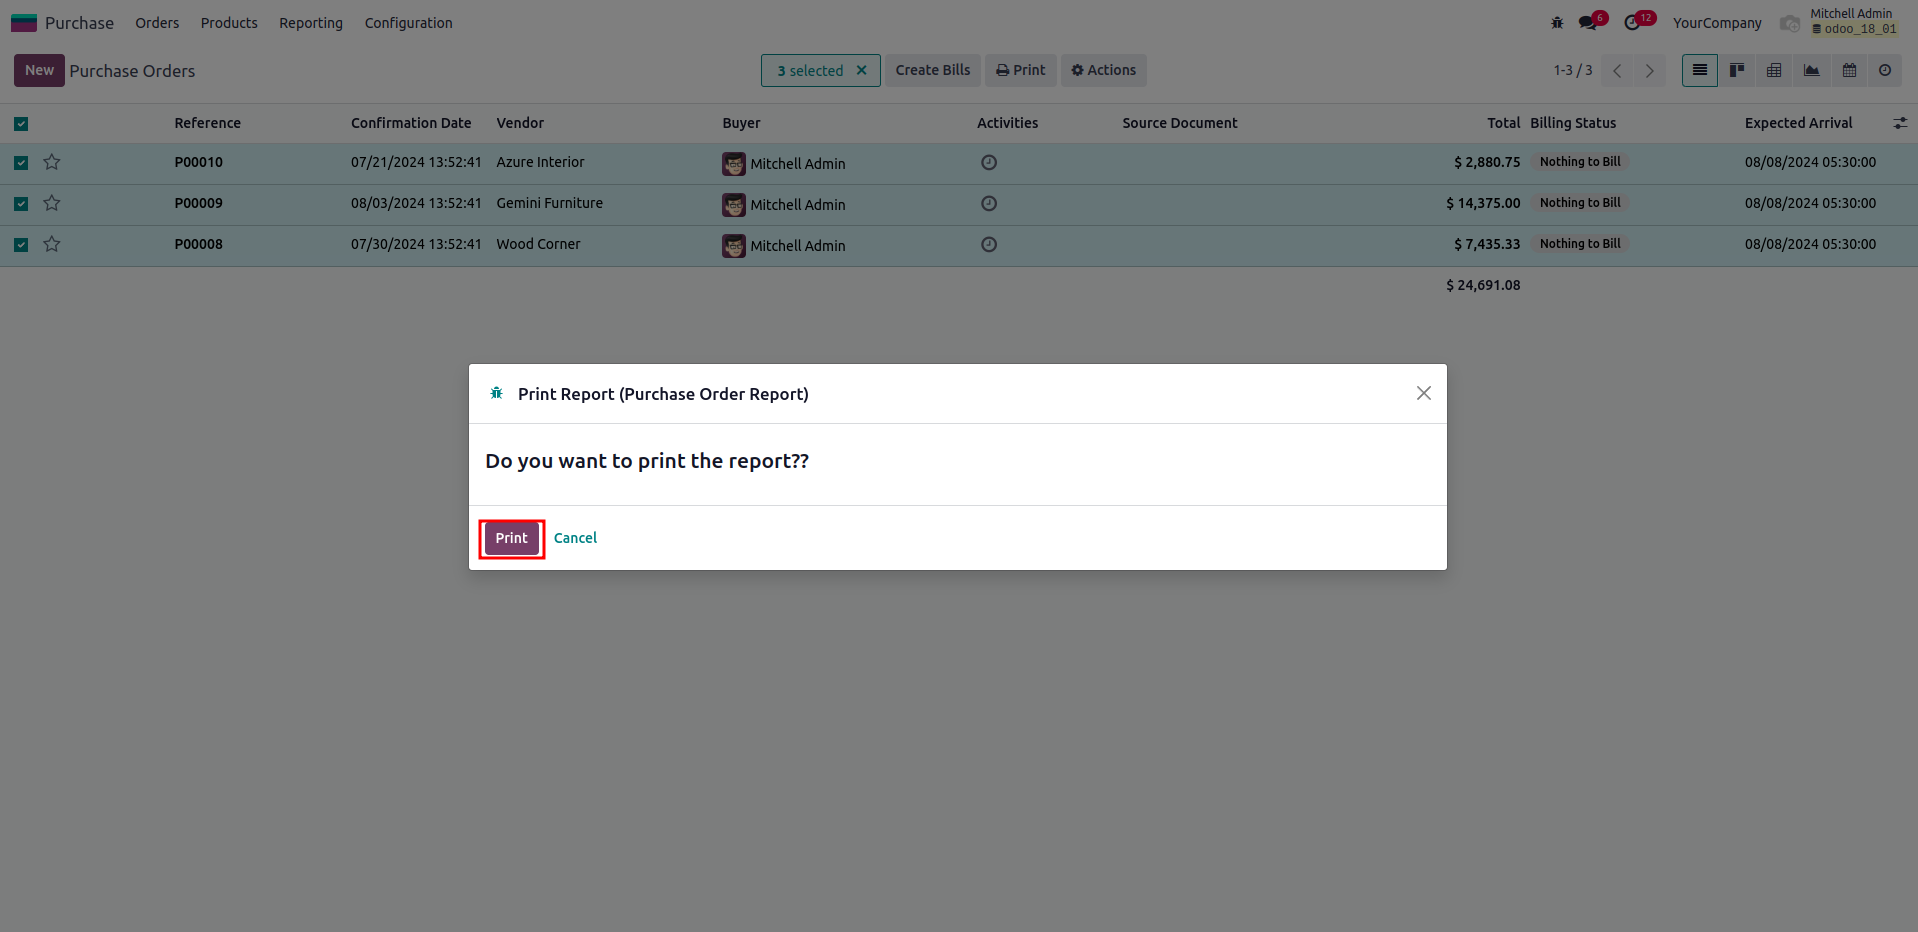 Purchase Orders Products Reporting Configuration 6 12 YourCompany Mitchell Admin
odoo_18_01
New Purchase Orders 3 selected Create Bills Print Actions 1-3 / 3
Reference Confirmation Date Vendor Buyer Activities Source Document Total Billing Status Expected Arrival
P00010 07/21/2024 13:52:41 Azure Interior Mitchell Admin $ 2,880.75 Nothing to Bill 08/08/2024 05:30:00
P00009 08/03/2024 13:52:41 Gemini Furniture Mitchell Admin $ 14,375.00 Nothing to Bill 08/08/2024 05:30:00
P00008 07/30/2024 13:52:41 Wood Corner Mitchell Admin $ 7,435.33 Nothing to Bill 08/08/2024 05:30:00
$ 24,691.08
Print Report (Purchase Order Report)
Do you want to print the report??
Print Cancel